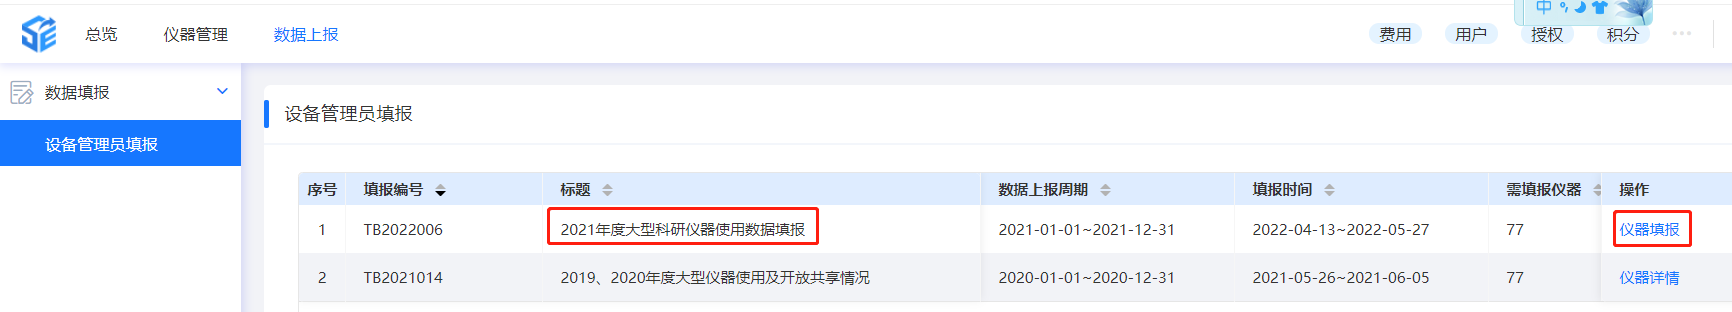 总览 仪器管理 数据上报 费用 用户 授权 积分 ...
中
数据填报
设备管理员填报
设备管理员填报
序号 填报编号 标题 数据上报周期 填报时间 需填报仪器 操作
1 TB2022006 2021年度大型科研仪器使用数据填报 2021-01-01~2021-12-31 2022-04-13~2022-05-27 77 仪器填报
2 TB2021014 2019、2020年度大型仪器使用及开放共享情况 2020-01-01~2020-12-31 2021-05-26~2021-06-05 77 仪器详情